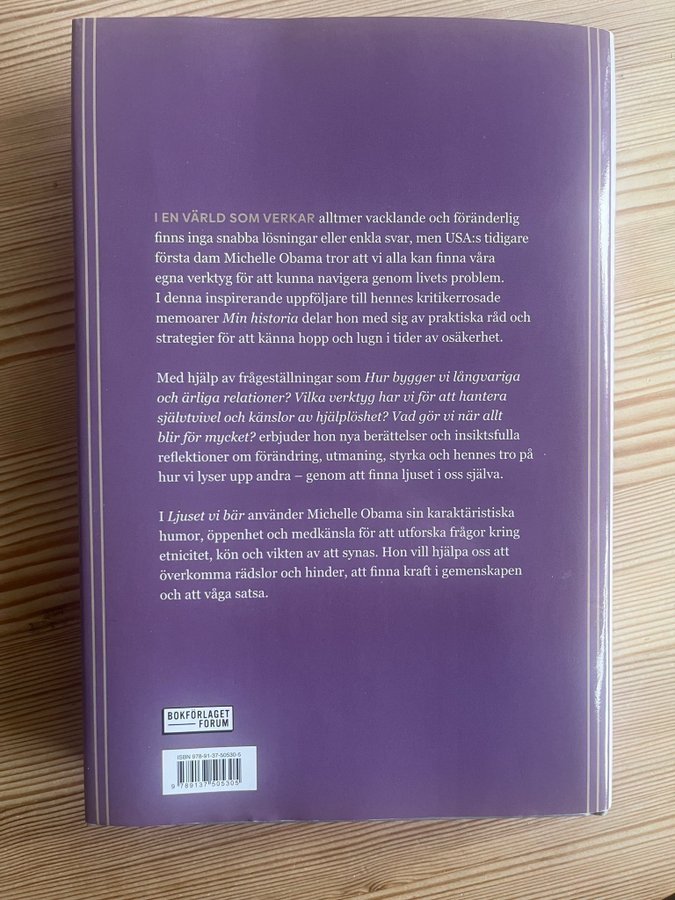 I EN VÄRLD SOM VERKAR alltmer vacklande och föränderlig
finns inga snabba lösningar eller enkla svar, men USA:s tidigare
första dam Michelle Obama tror att vi alla kan finna våra
egna verktyg för att kunna navigera genom livets problem.
I denna inspirerande uppföljare till hennes kritikerrosade
memoarer Min historia delar hon med sig av praktiska råd och
strategier för att känna hopp och lugn i tider av osäkerhet.
Med hjälp av frågeställningar som Hur bygger vi långvariga
och ärliga relationer? Vilka verktyg har vi för att hantera
självtvivel och känslor av hjälplöshet? Vad gör vi när allt
blir för mycket? erbjuder hon nya berättelser och insiktsfulla
reflektioner om förändring, utmaning, styrka och hennes tro på
hur vi lyser upp andra – genom att finna ljuset i oss själva.
I Ljuset vi bär använder Michelle Obama sin karaktäristiska
humor, öppenhet och medkänsla för att utforska frågor kring
etnicitet, kön och vikten av att synas. Hon vill hjälpa oss att
överkomma rädslor och hinder, att finna kraft i gemenskapen
och att våga satsa.
BOKFÖRLAGET
FORUM
ISBN 978-91-37-50530-5
9 789137 505305